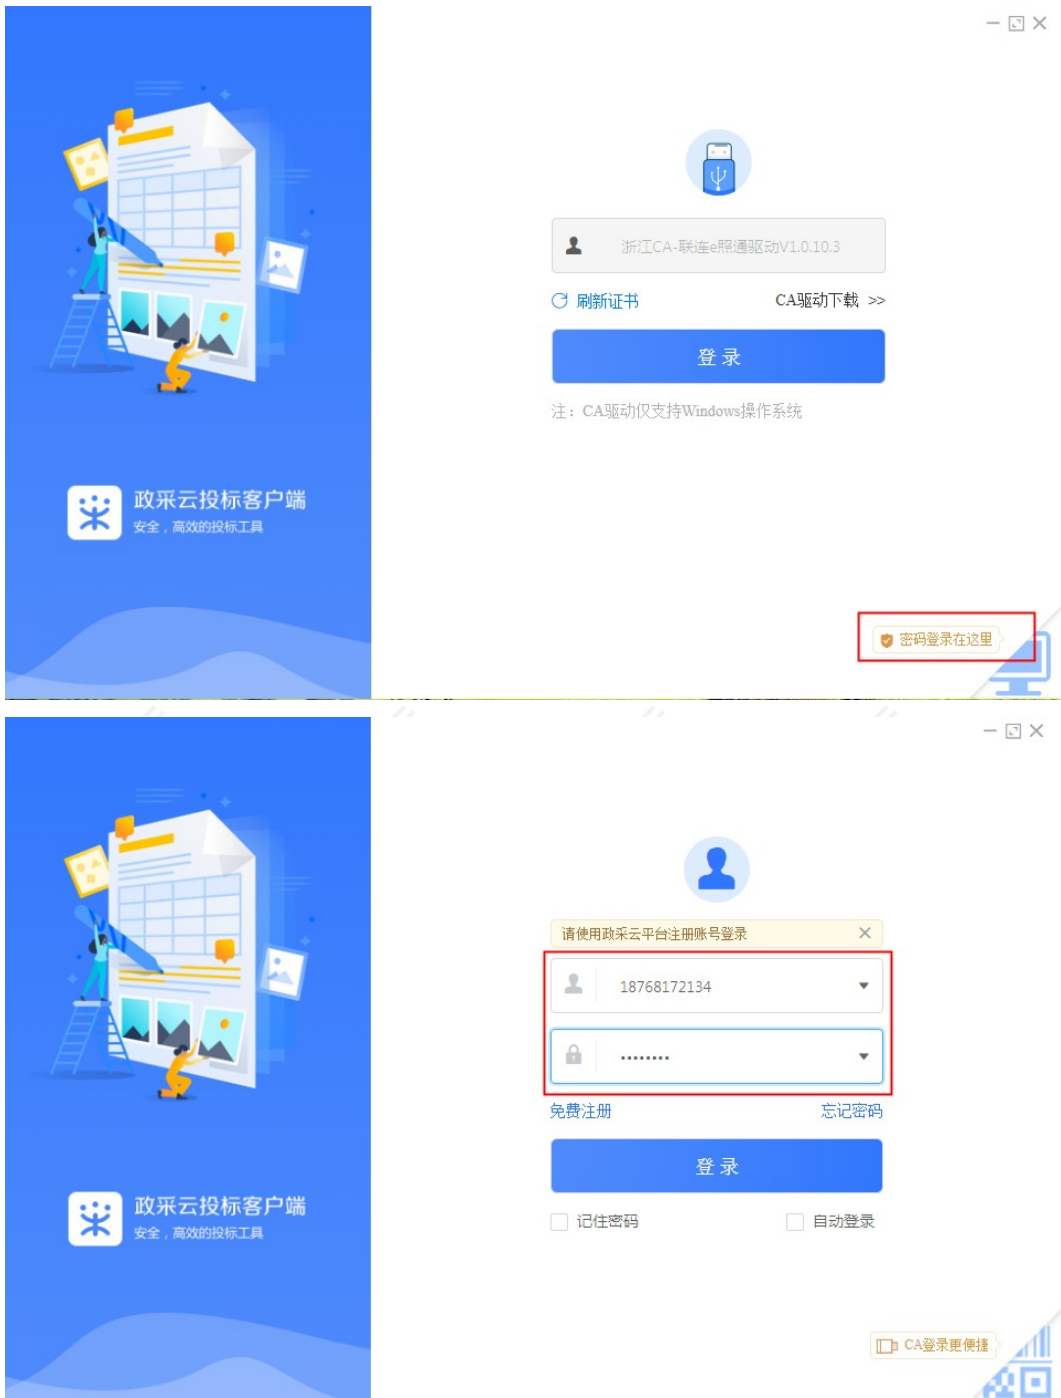 浙江CA-联连e照通驱动V1.0.10.3
刷新证书 CA驱动下载 >>
登录
注：CA驱动仅支持Windows操作系统
政采云投标客户端
安全，高效的投标工具
密码登录在这里
请使用政采云平台注册账号登录
18768172134
••••••••
免费注册 忘记密码
登录
政采云投标客户端
安全，高效的投标工具
记住密码 自动登录
CA登录更便捷